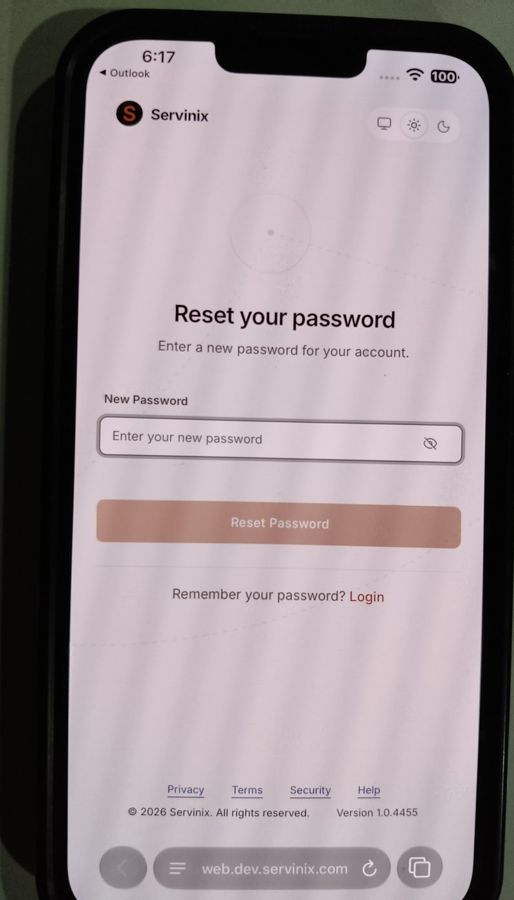 6:17
◀ Outlook
100
S Servinix
Reset your password
Enter a new password for your account.
New Password
Enter your new password
Reset Password
Remember your password? Login
Privacy Terms Security Help
© 2026 Servinix. All rights reserved. Version 1.0.4455
web.dev.servinix.com